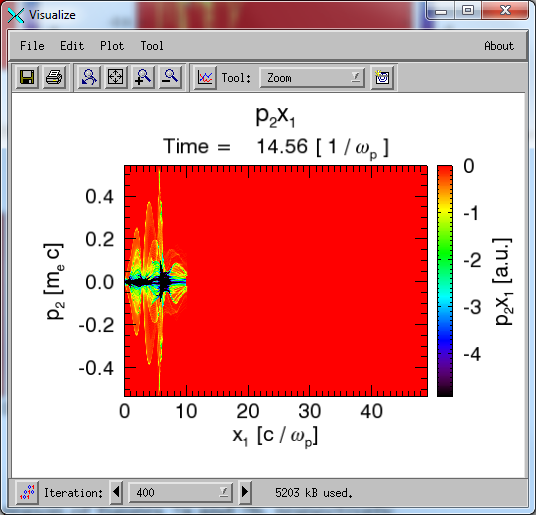 Visualize
File Edit Plot Tool About
Tool: Zoom
p₂x₁
Time = 14.56 [ 1 / ωₚ ]
0.4
0.2
0.0
-0.2
-0.4
p₂ [mₑ c]
0 10 20 30 40
x₁ [c / ωₚ]
0
-1
-2
-3
-4
p₂x₁ [a.u.]
Iteration: 400 5203 kB used.